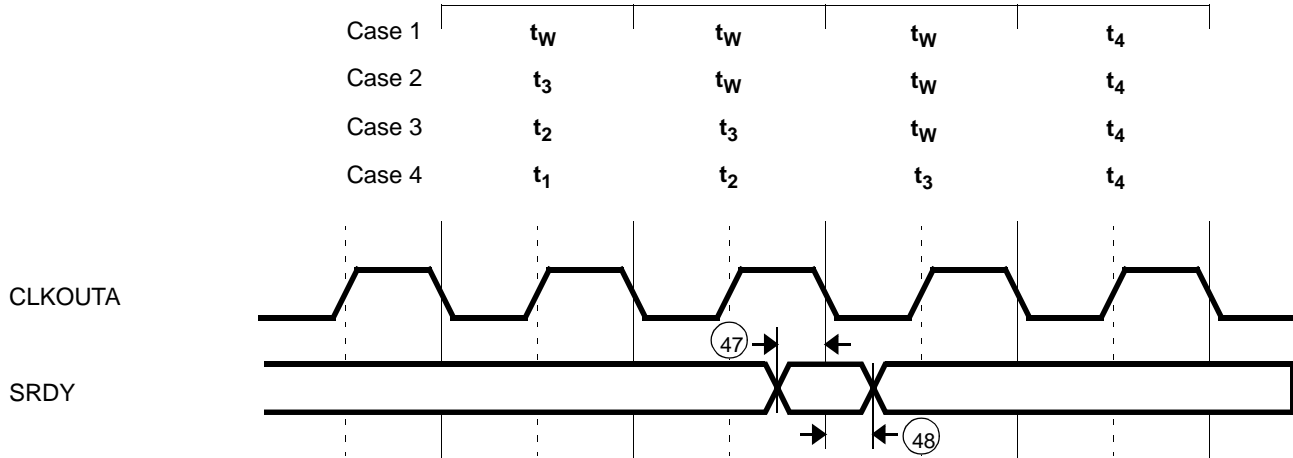 Case 1 tW tW tW t4
Case 2 t3 tW tW t4
Case 3 t2 t3 tW t4
Case 4 t1 t2 t3 t4
CLKOUTA
47
SRDY
48